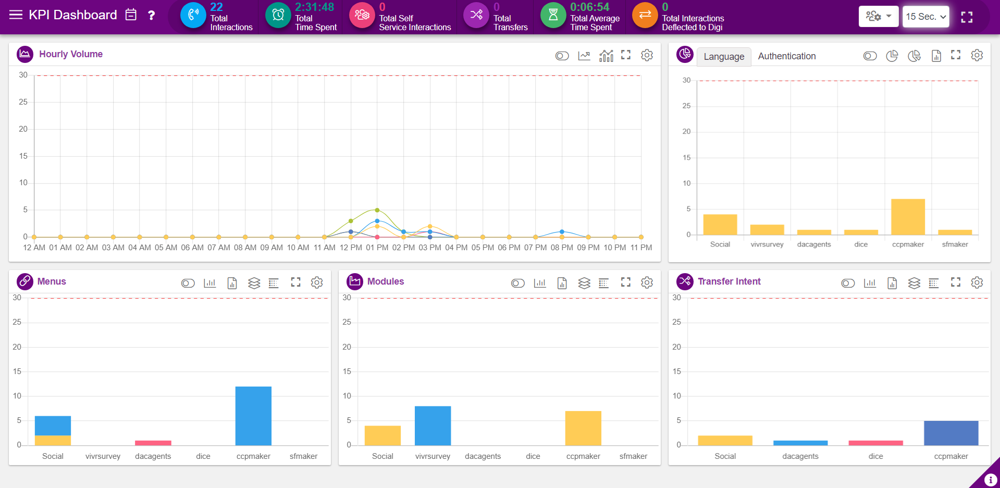 KPI Dashboard
?
22
Total
Interactions
2:31:48
Total
Time Spent
0
Total Self
Service Interactions
0
Total
Transfers
0:06:54
Total Average
Time Spent
0
Total Interactions
Deflected to Digi
15 Sec.
Hourly Volume
30
25
20
15
10
5
0
12 AM 01 AM 02 AM 03 AM 04 AM 05 AM 06 AM 07 AM 08 AM 09 AM 10 AM 11 AM 12 PM 01 PM 02 PM 03 PM 04 PM 05 PM 06 PM 07 PM 08 PM 09 PM 10 PM 11 PM
Language Authentication
30
25
20
15
10
5
0
Social vivrsurvey dacagents dice ccpmaker sfmaker
Menus
30
25
20
15
10
5
0
Social vivrsurvey dacagents dice ccpmaker sfmaker
Modules
30
25
20
15
10
5
0
Social vivrsurvey dacagents dice ccpmaker sfmaker
Transfer Intent
30
25
20
15
10
5
0
Social dacagents dice ccpmaker
i